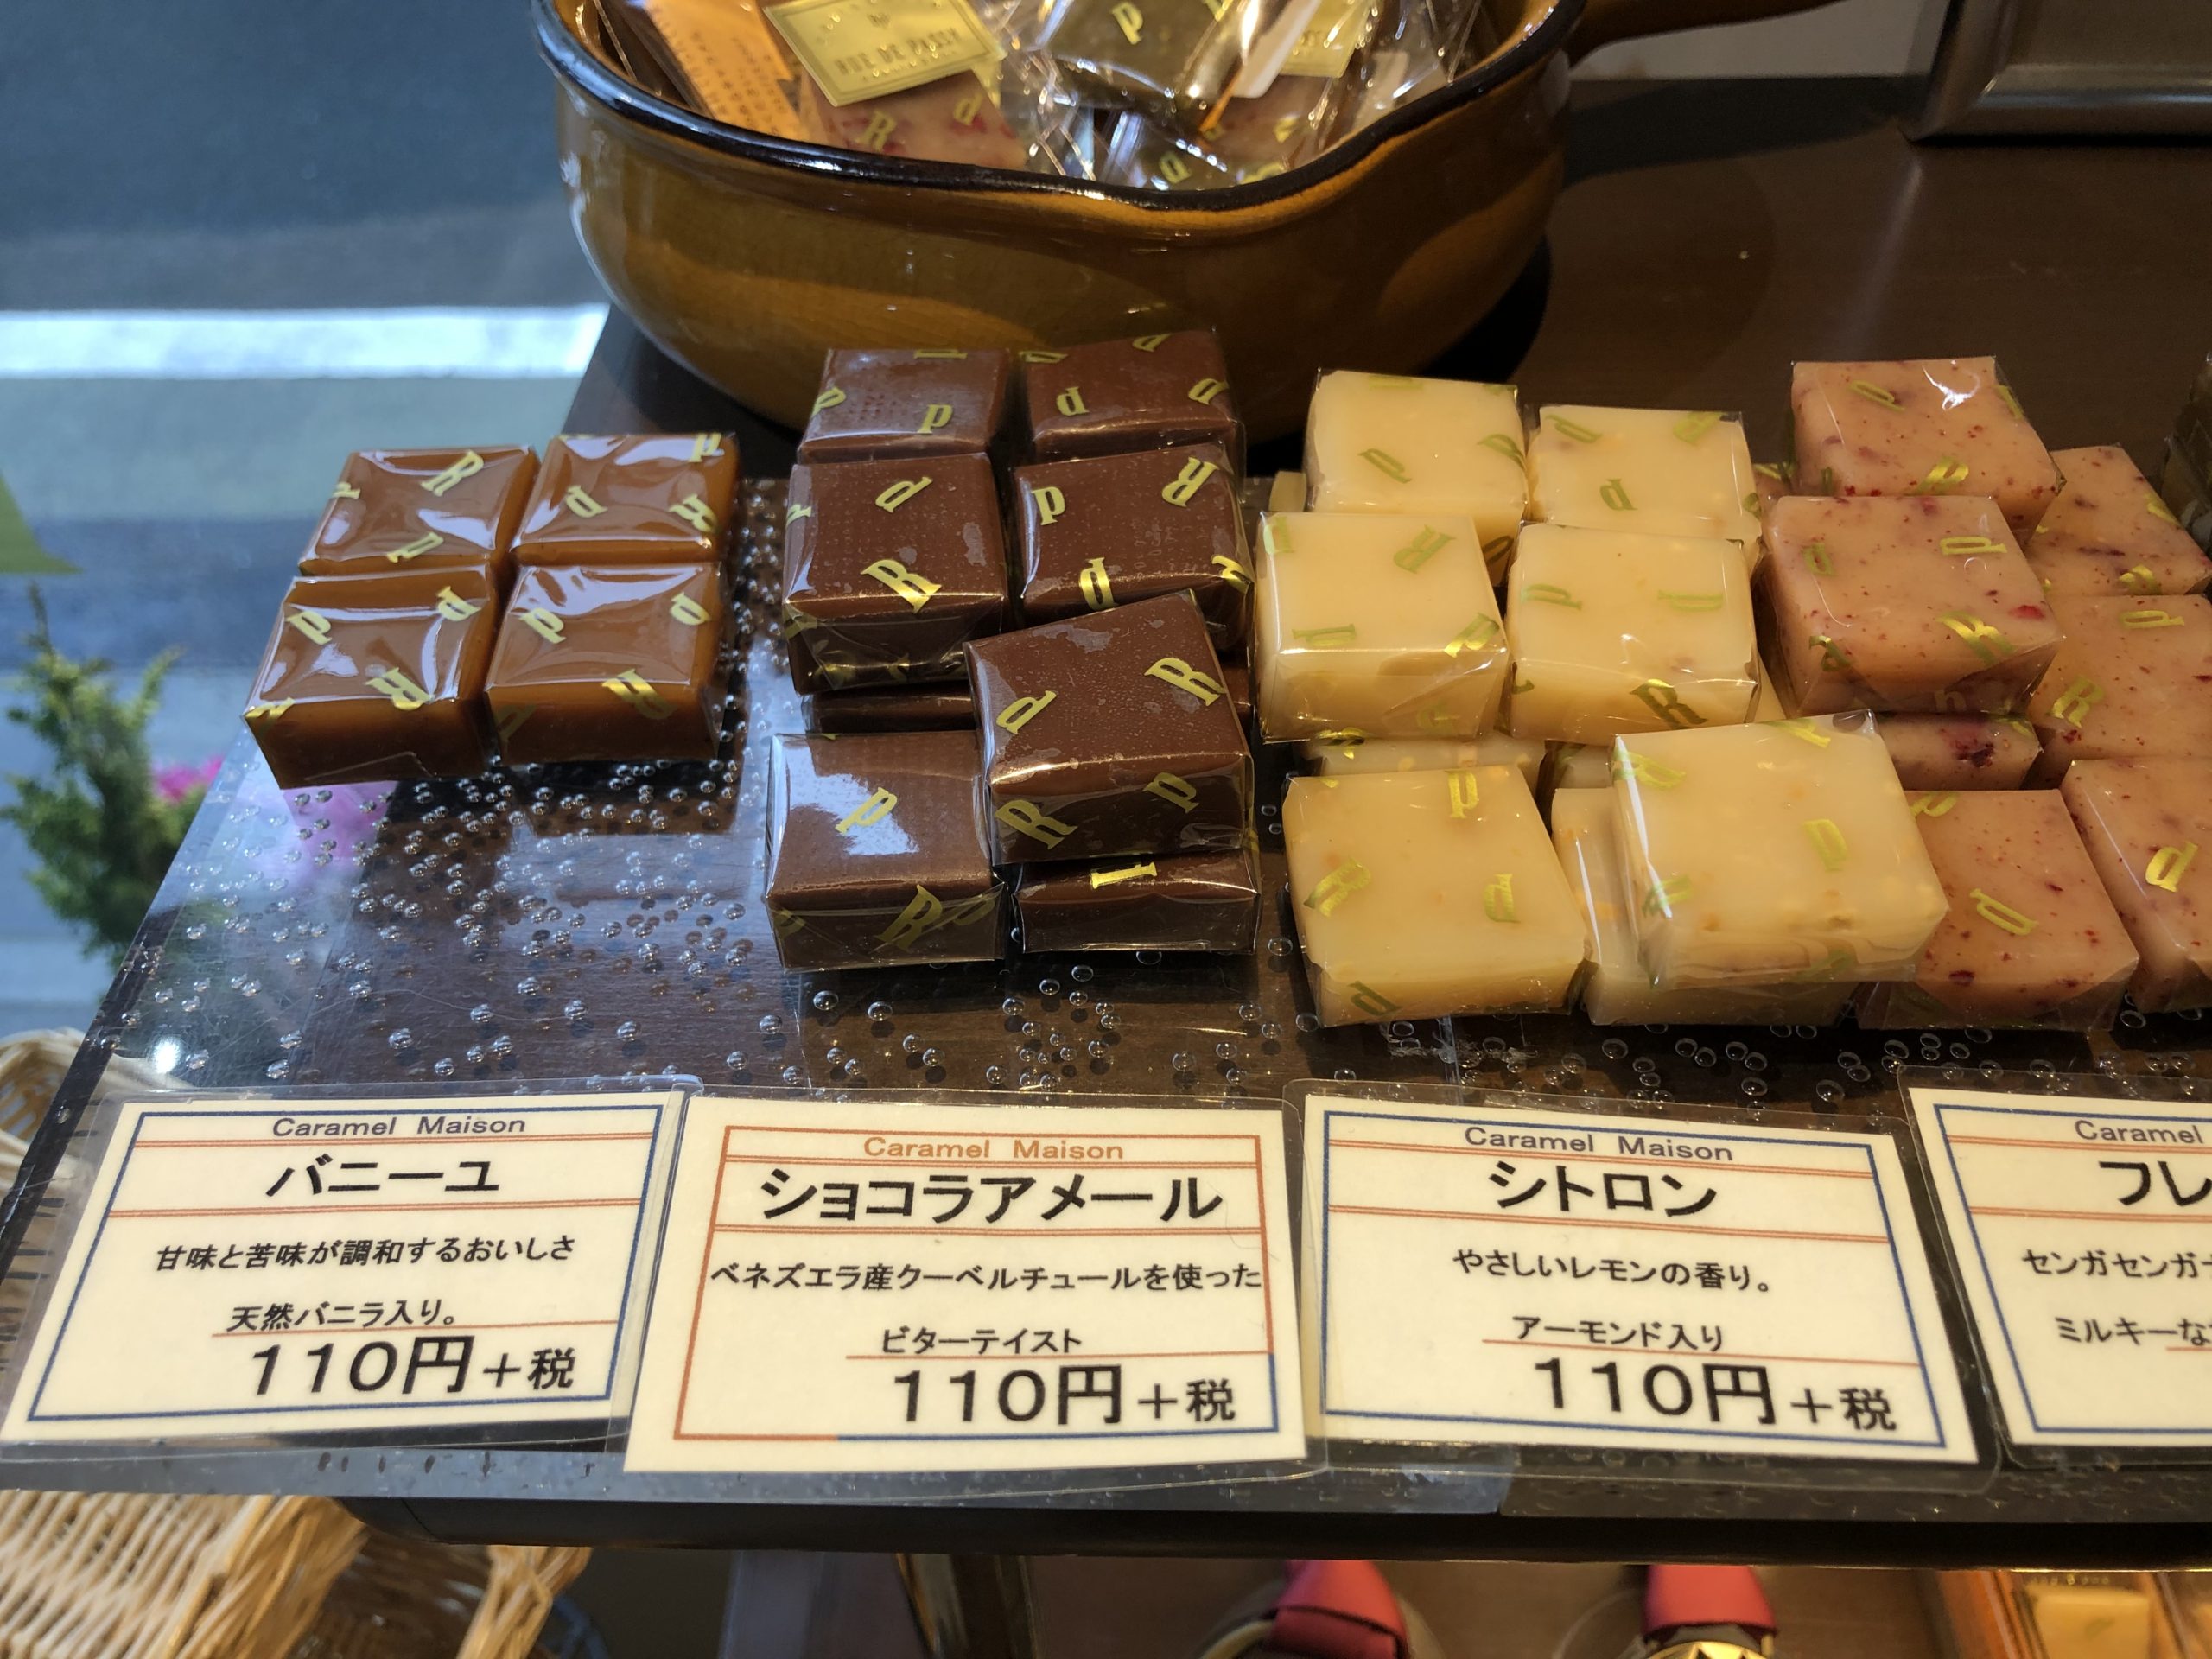 RUE DE PASSY
Caramel Maison
バニーユ
甘味と苦味が調和するおいしさ
天然バニラ入り。
110円+税
Caramel Maison
ショコラアメール
ベネズエラ産クーベルチュールを使った
ビターテイスト
110円+税
Caramel Maison
シトロン
やさしいレモンの香り。
アーモンド入り
110円+税
Caramel
フレ
センガセンガナ
ミルキーな